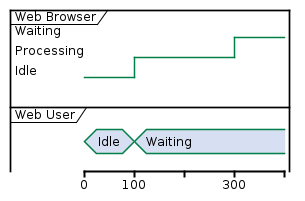 Web Browser
Waiting
Processing
Idle
Web User
Idle Waiting
0 100 300